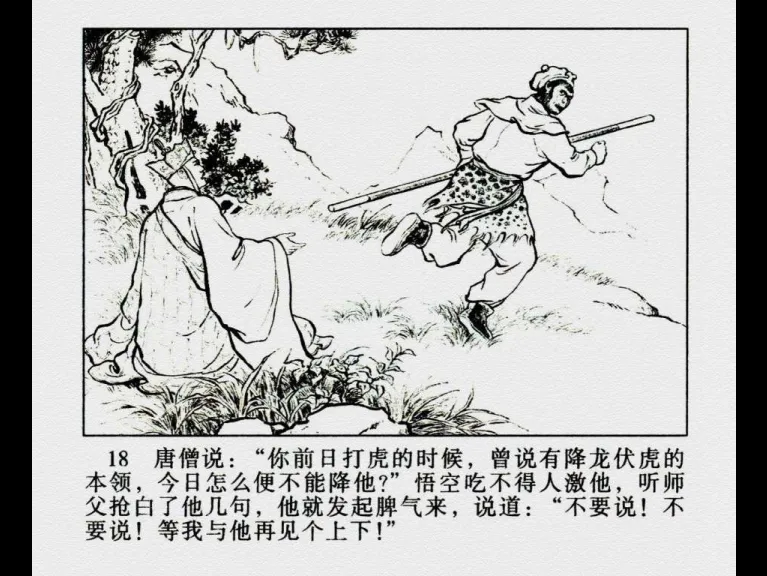 18 唐僧说：“你前日打虎的时候，曾说有降龙伏虎的
本领，今日怎么便不能降他?” 悟空吃不得人激他，听师
父抢白了他几句，他就发起脾气来，说道：“不要说！不
要说！等我与他再见个上下!”